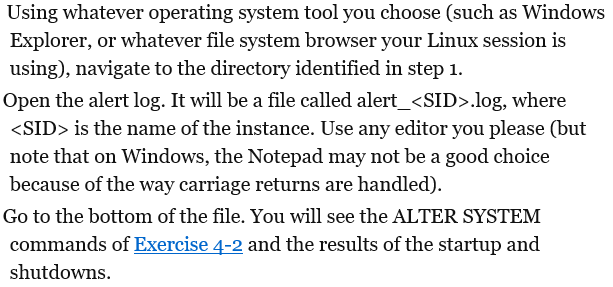 Using whatever operating system tool you choose (such as Windows
Explorer, or whatever file system browser your Linux session is
using), navigate to the directory identified in step 1.
Open the alert log. It will be a file called alert_<SID>.log, where
<SID> is the name of the instance. Use any editor you please (but
note that on Windows, the Notepad may not be a good choice
because of the way carriage returns are handled).
Go to the bottom of the file. You will see the ALTER SYSTEM
commands of Exercise 4-2 and the results of the startup and
shutdowns.